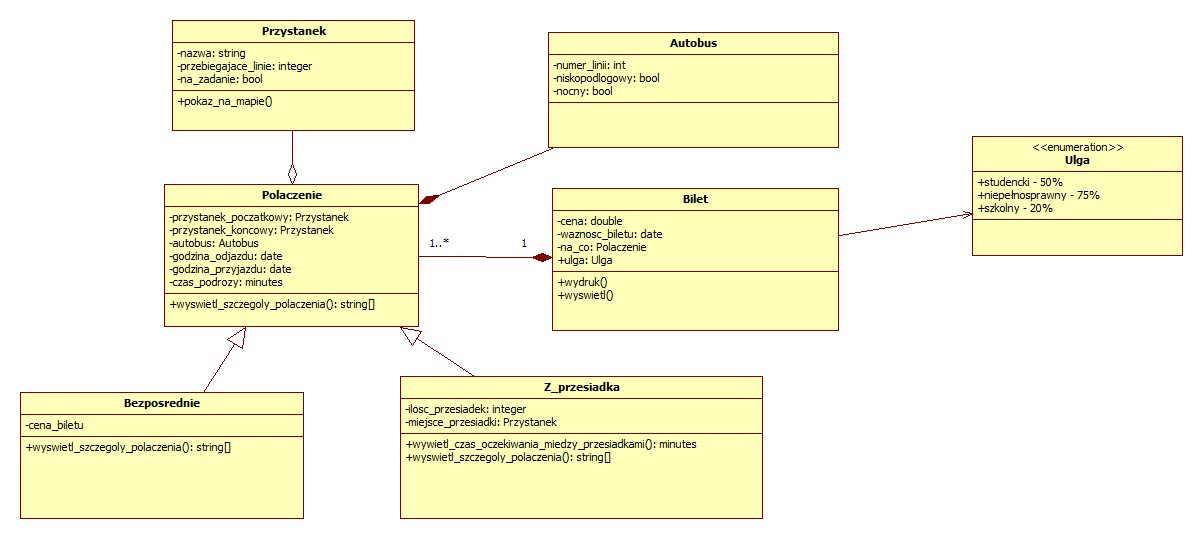 Przystanek
-nazwa: string
-przebiegajace_linie: integer
-na_zadanie: bool
+pokaz_na_mapie()
Autobus
-numer_linii: int
-niskopodlogowy: bool
-nocny: bool
<<enumeration>>
Ulga
+studencki - 50%
+niepełnosprawny - 75%
+szkolny - 20%
Polaczenie
-przystanek_poczatkowy: Przystanek
-przystanek_koncowy: Przystanek
-autobus: Autobus
-godzina_odjazdu: date
-godzina_przyjazdu: date
-czas_podrozy: minutes
+wyswietl_szczegoly_polaczenia(): string[]
1..*
1
Bilet
-cena: double
-waznosc_biletu: date
-na_co: Polaczenie
+ulga: Ulga
+wydruk()
+wyswietl()
Bezposrednie
-cena_biletu
+wyswietl_szczegoly_polaczenia(): string[]
Z_przesiadka
-ilosc_przesiadek: integer
-miejsce_przesiadki: Przystanek
+wywietl_czas_oczekiwania_miedzy_przesiadkami(): minutes
+wyswietl_szczegoly_polaczenia(): string[]